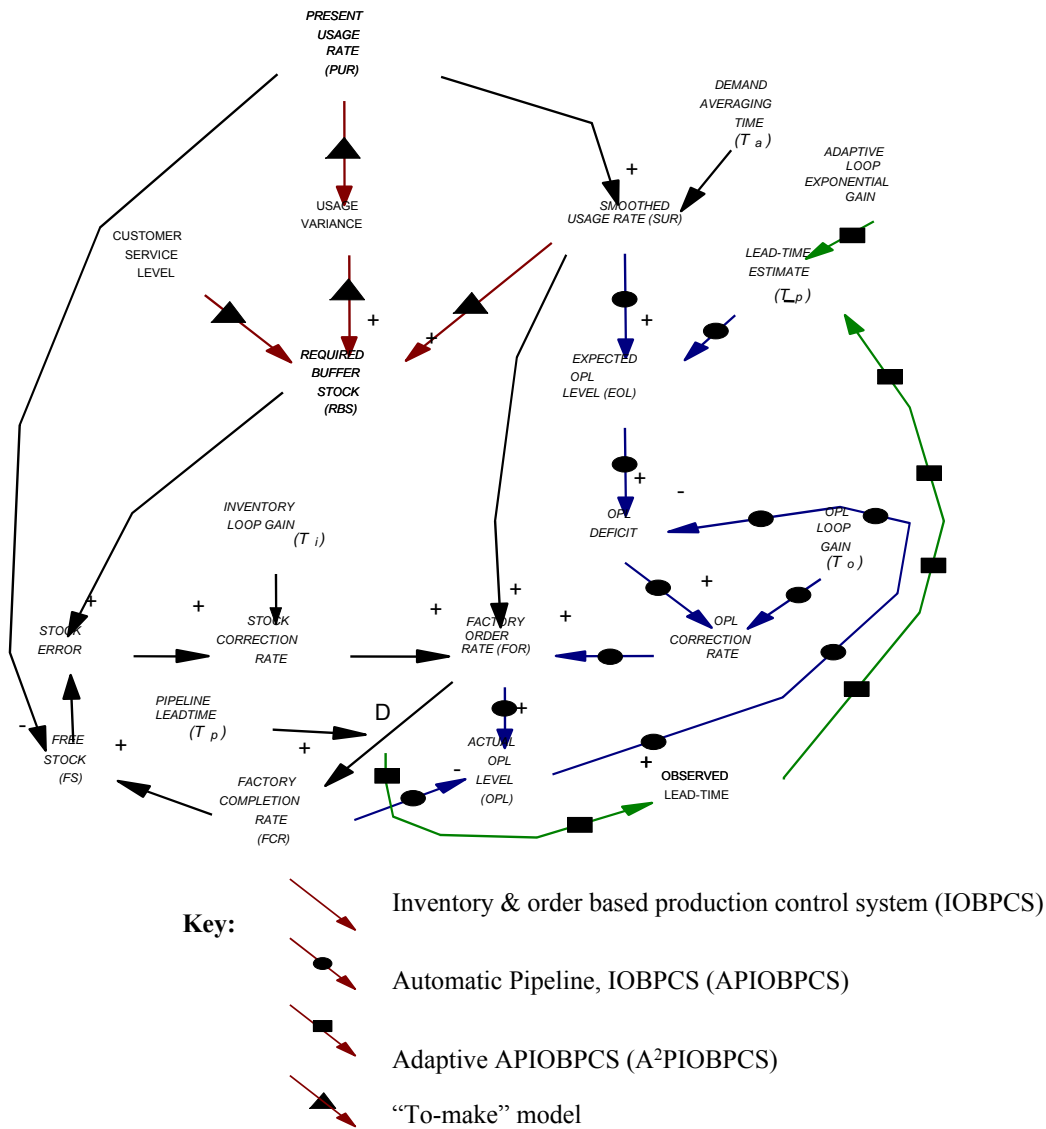 PRESENT
USAGE
RATE
(PUR)
DEMAND
AVERAGING
TIME
(T a)
ADAPTIVE
LOOP
EXPONENTIAL
GAIN
+
USAGE
VARIANCE
SMOOTHED
USAGE RATE (SUR)
CUSTOMER
SERVICE
LEVEL
LEAD-TIME
ESTIMATE
(T_p)
+
+
+
REQUIRED
BUFFER
STOCK
(RBS)
EXPECTED
OPL
LEVEL (EOL)
+
-
INVENTORY
LOOP GAIN
(T i)
OPL
DEFICIT
OPL
LOOP
GAIN
(T o)
+
+
+
+
+
+
STOCK
ERROR
STOCK
CORRECTION
RATE
FACTORY
ORDER
RATE (FOR)
OPL
CORRECTION
RATE
PIPELINE
LEADTIME
(T p)
D
+
-
FREE
STOCK
(FS)
+
+
ACTUAL
OPL
LEVEL
(OPL)
-
+
OBSERVED
LEAD-TIME
FACTORY
COMPLETION
RATE
(FCR)
Key:
Inventory & order based production control system (IOBPCS)
Automatic Pipeline, IOBPCS (APIOBPCS)
Adaptive APIOBPCS (A²PIOBPCS)
“To-make” model